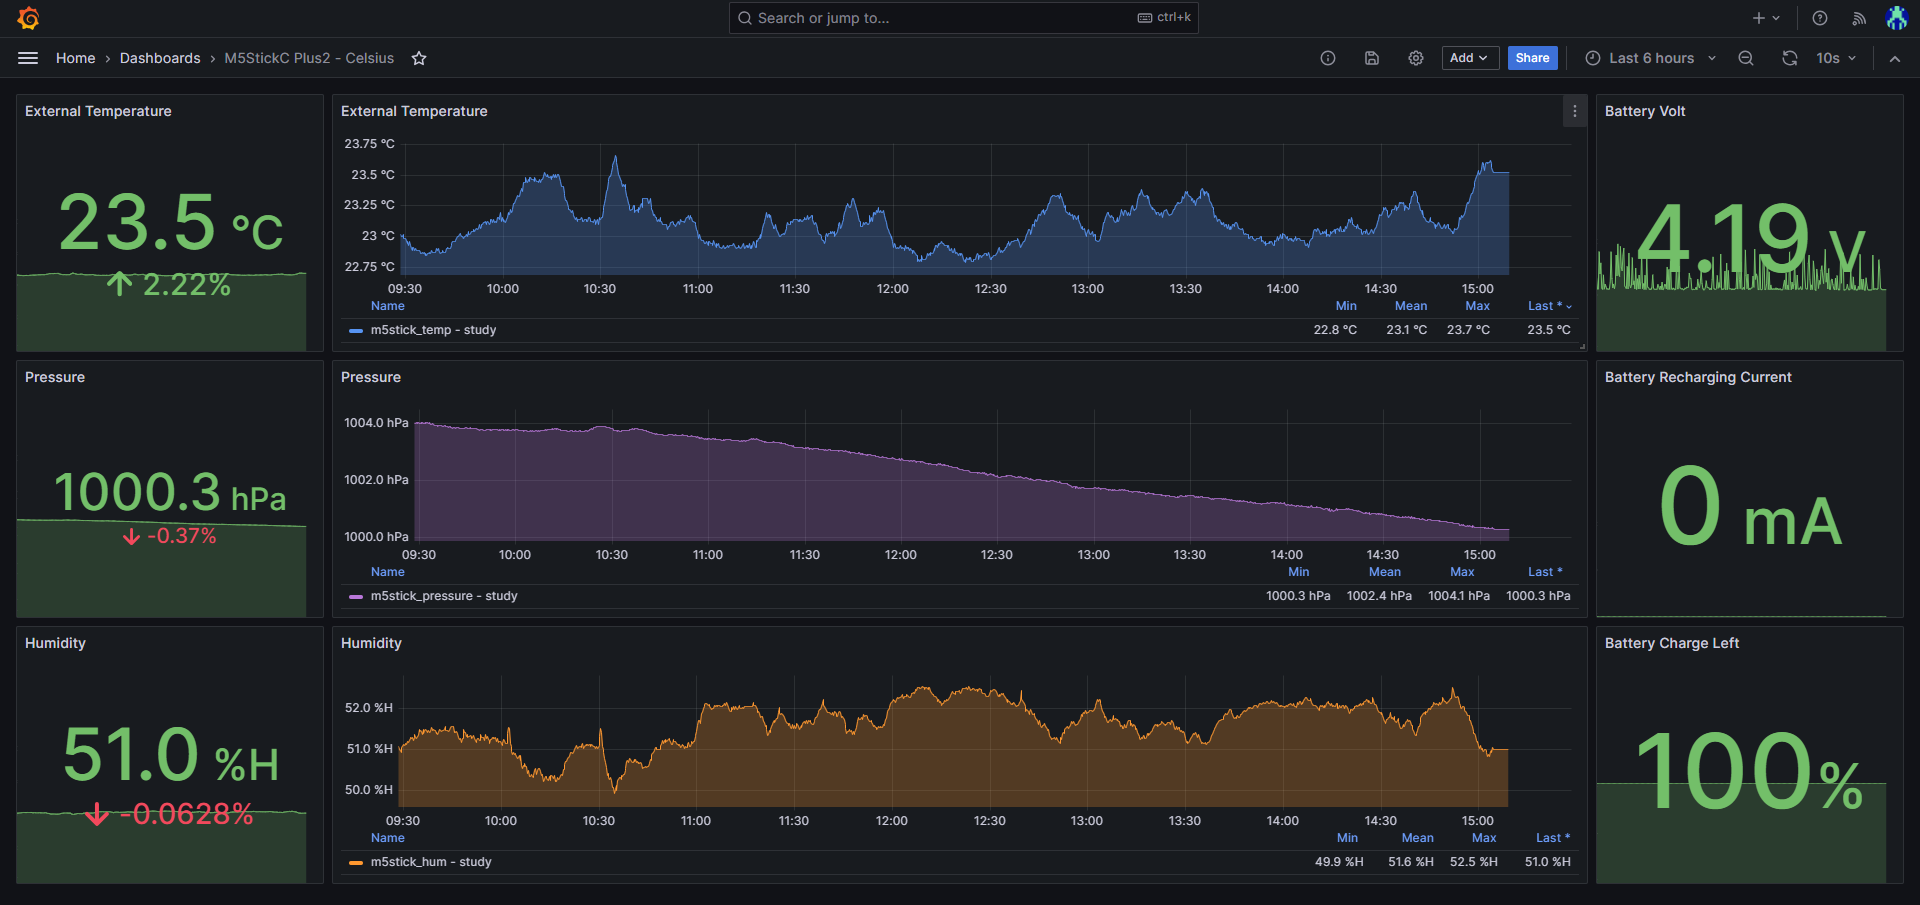 Search or jump to...
ctrl+k
Home › Dashboards › M5StickC Plus2 - Celsius
Add
Share
Last 6 hours
10s
External Temperature
23.5 °C
2.22%
External Temperature
23.75 °C
23.5 °C
23.25 °C
23 °C
22.75 °C
09:30 10:00 10:30 11:00 11:30 12:00 12:30 13:00 13:30 14:00 14:30 15:00
Name Min Mean Max Last *
m5stick_temp - study 22.8 °C 23.1 °C 23.7 °C 23.5 °C
Battery Volt
4.19 V
Pressure
1000.3 hPa
-0.37%
Pressure
1004.0 hPa
1002.0 hPa
1000.0 hPa
09:30 10:00 10:30 11:00 11:30 12:00 12:30 13:00 13:30 14:00 14:30 15:00
Name Min Mean Max Last *
m5stick_pressure - study 1000.3 hPa 1002.4 hPa 1004.1 hPa 1000.3 hPa
Battery Recharging Current
0 mA
Humidity
51.0 %H
-0.0628%
Humidity
52.0 %H
51.0 %H
50.0 %H
09:30 10:00 10:30 11:00 11:30 12:00 12:30 13:00 13:30 14:00 14:30 15:00
Name Min Mean Max Last *
m5stick_hum - study 49.9 %H 51.6 %H 52.5 %H 51.0 %H
Battery Charge Left
100%